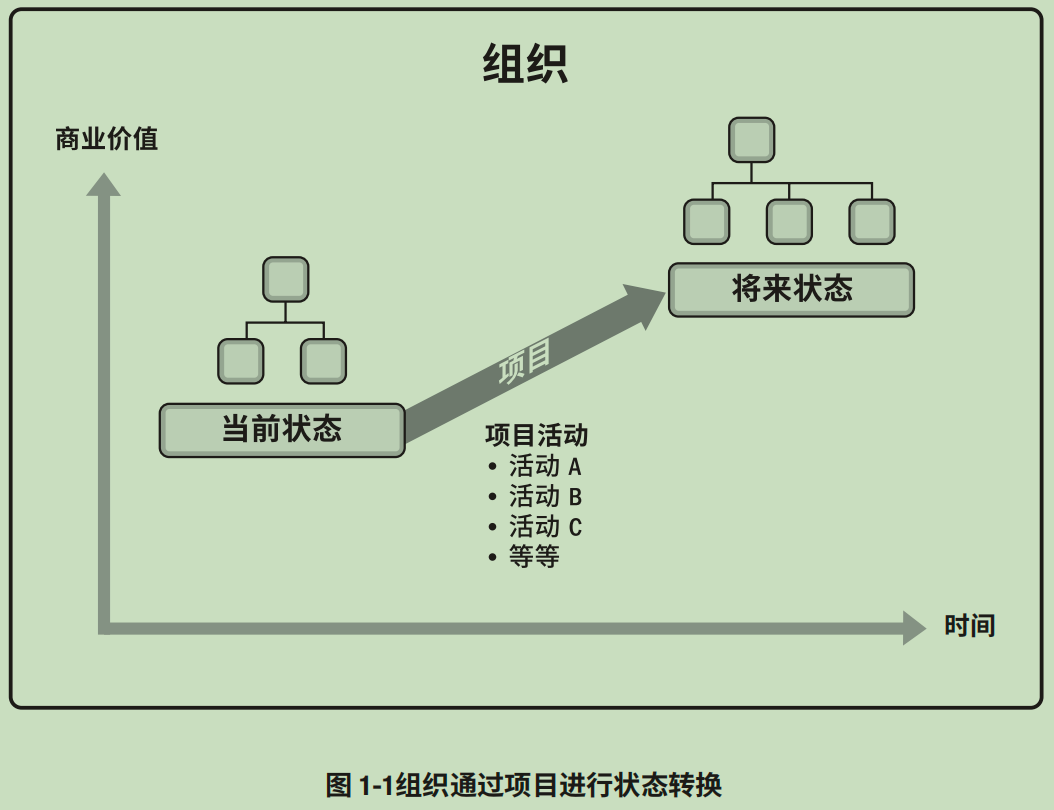 组织
商业价值
将来状态
项目
当前状态
项目活动
• 活动 A
• 活动 B
• 活动 C
• 等等
时间
图 1-1组织通过项目进行状态转换